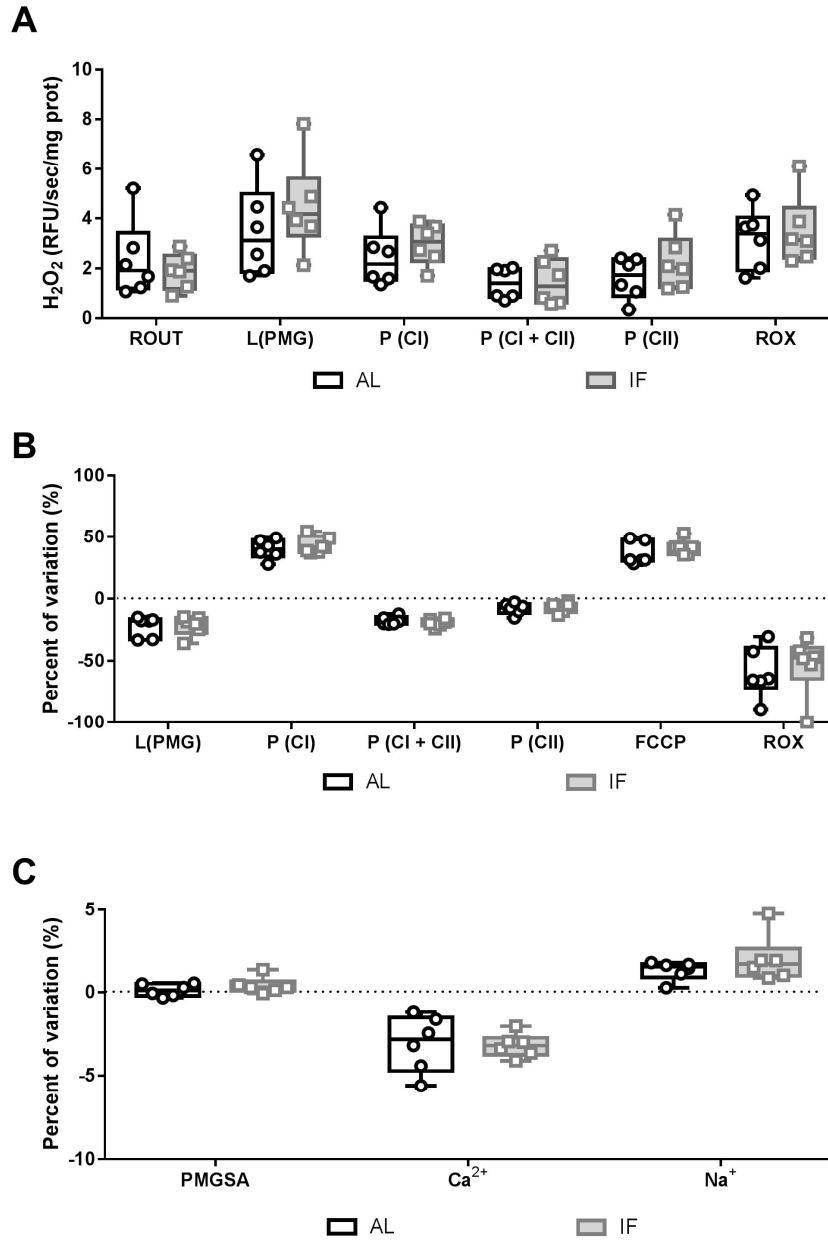 A
H₂O₂ (RFU/sec/mg prot)
10
8
6
4
2
0
ROUT L(PMG) P (CI) P (CI + CII) P (CII) ROX
AL IF
B
Percent of variation (%)
100
50
0
-50
-100
L(PMG) P (CI) P (CI + CII) P (CII) FCCP ROX
AL IF
C
Percent of variation (%)
5
0
-5
-10
PMGSA Ca²⁺ Na⁺
AL IF